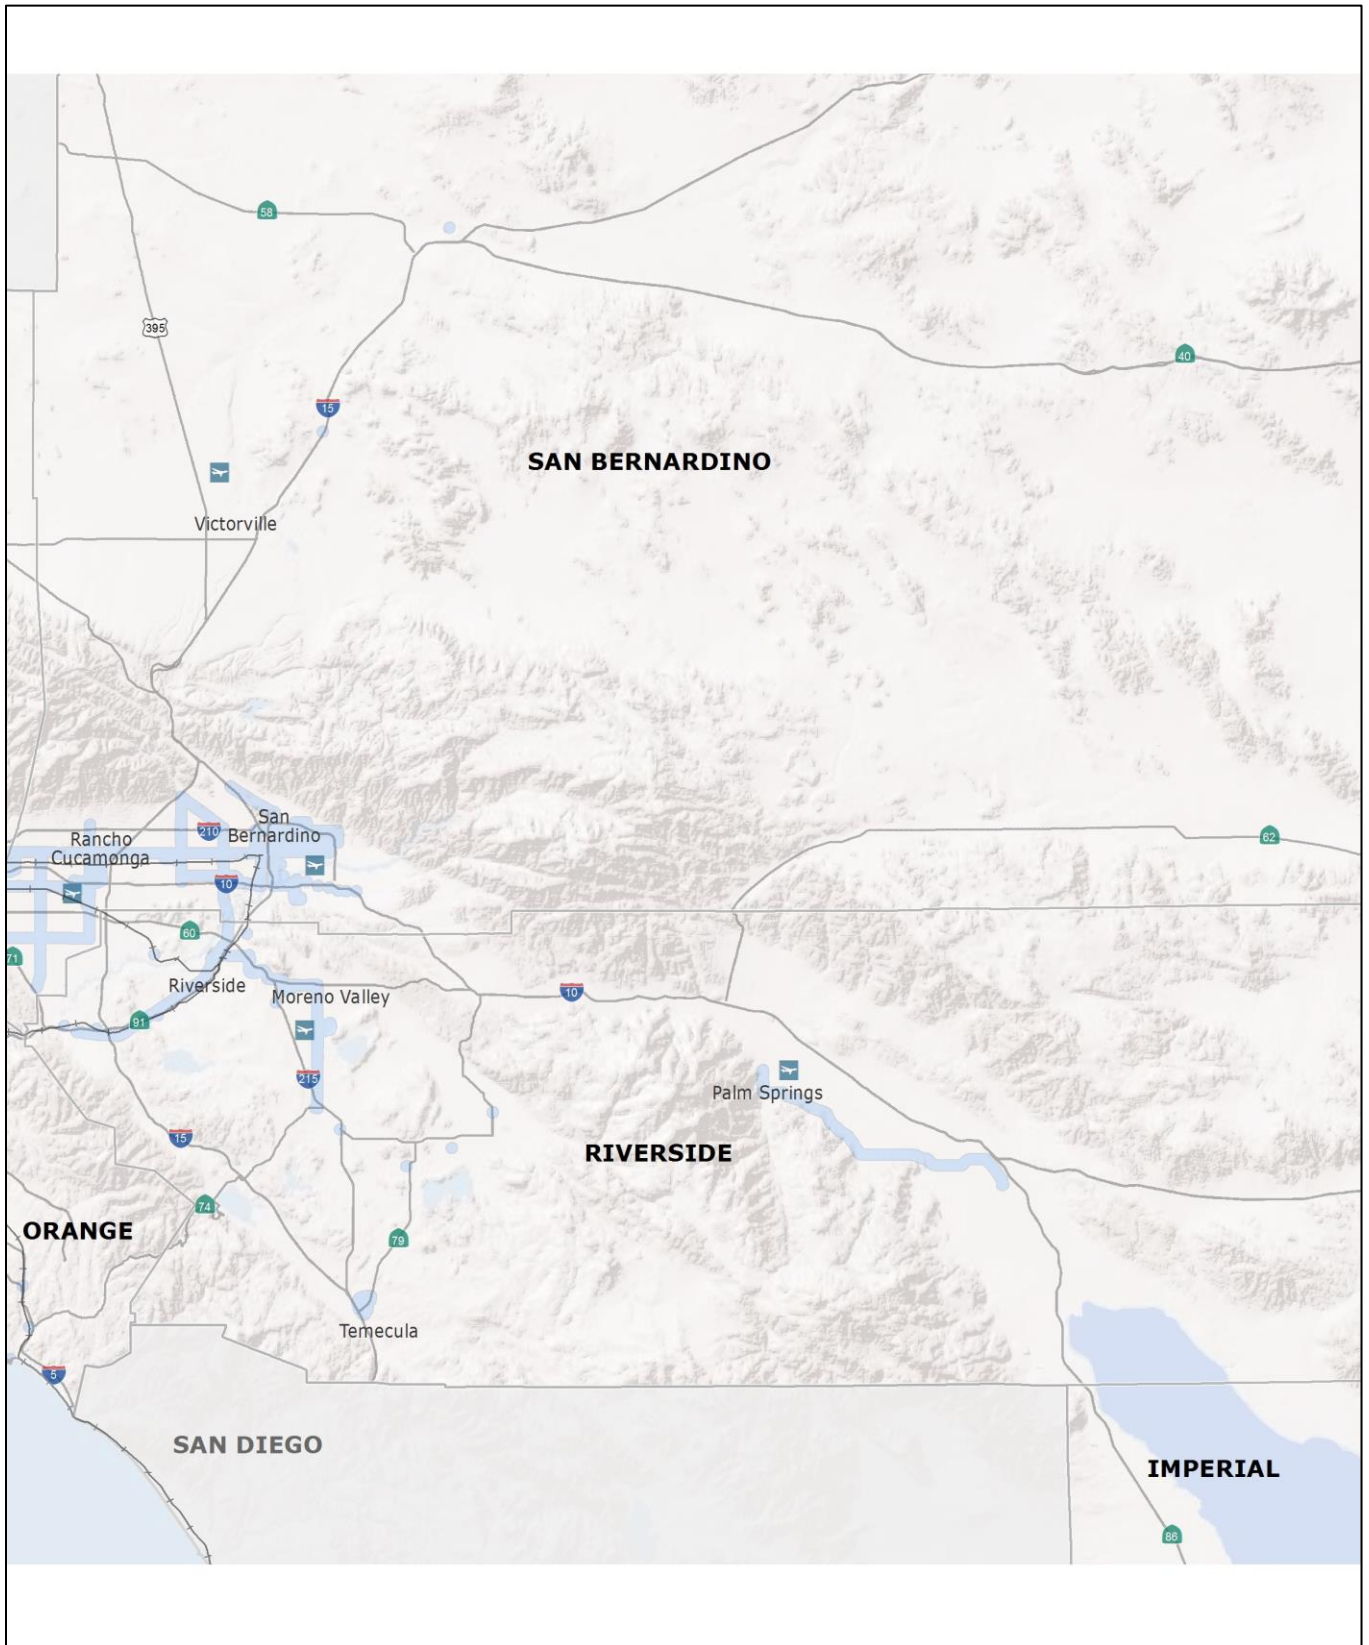 58
395
40
15
SAN BERNARDINO
Victorville
San
Bernardino
210
Rancho
Cucamonga
62
10
60
71
Riverside
Moreno Valley
10
91
215
Palm Springs
15
RIVERSIDE
74
ORANGE
79
Temecula
5
SAN DIEGO
IMPERIAL
86